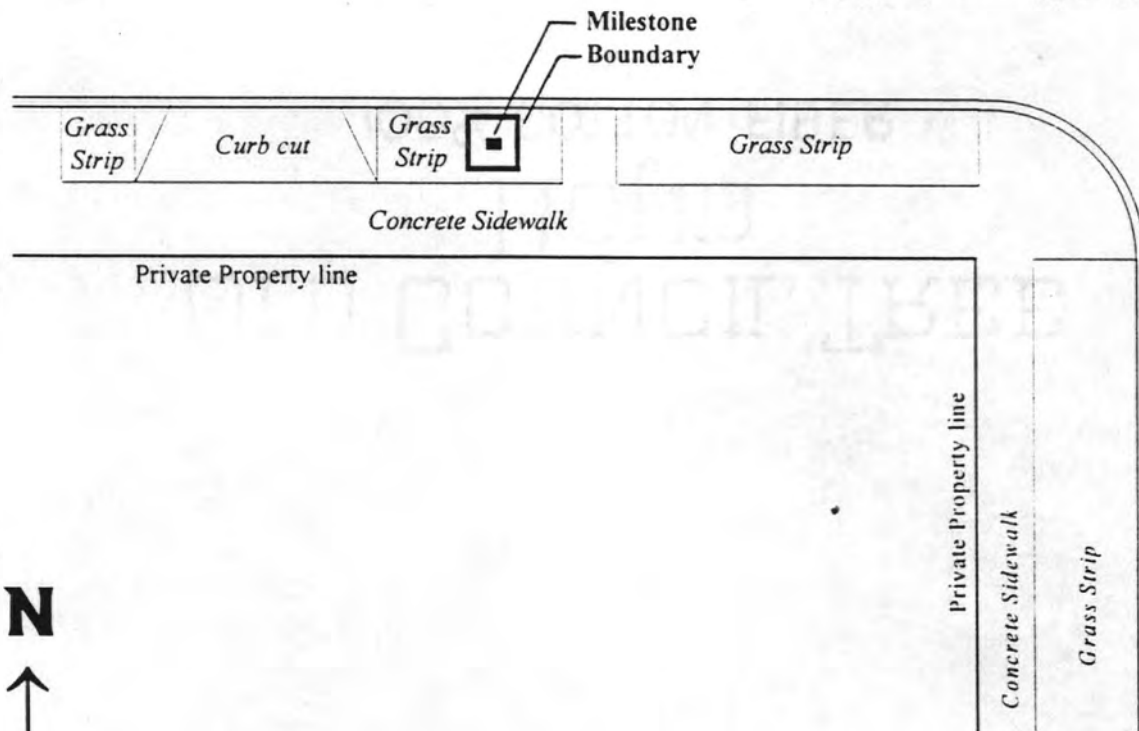 Milestone
Boundary
Grass
Strip
Curb cut
Grass
Strip
Grass Strip
Concrete Sidewalk
Private Property line
Private Property line
Concrete Sidewalk
Grass Strip
N